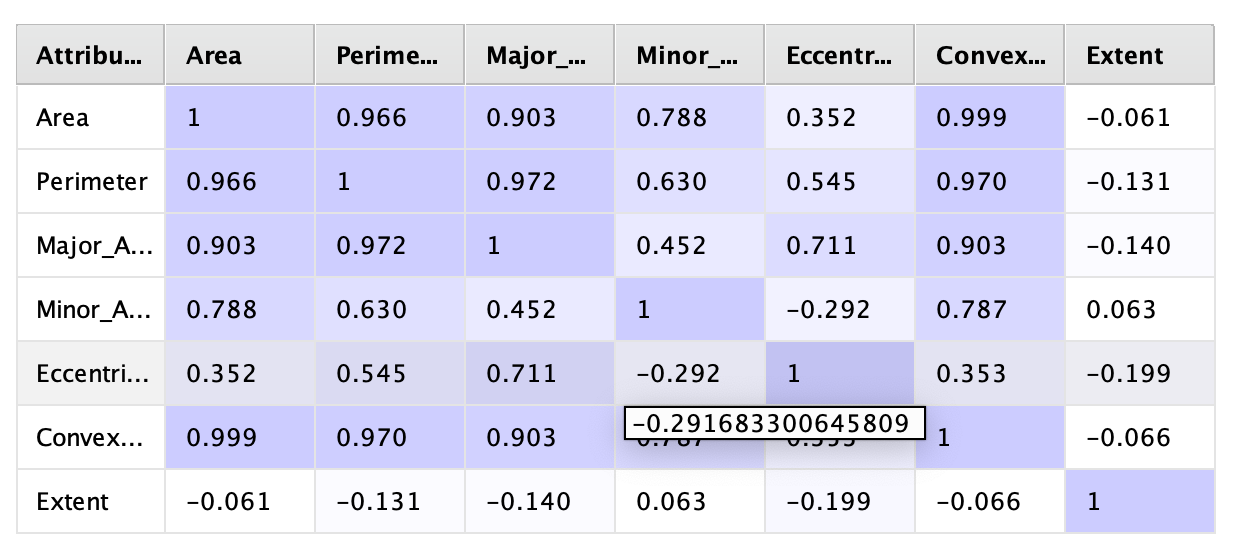 Attribu... Area Perime... Major_... Minor_... Eccentr... Convex... Extent
Area 1 0.966 0.903 0.788 0.352 0.999 −0.061
Perimeter 0.966 1 0.972 0.630 0.545 0.970 −0.131
Major_A... 0.903 0.972 1 0.452 0.711 0.903 −0.140
Minor_A... 0.788 0.630 0.452 1 −0.292 0.787 0.063
Eccentri... 0.352 0.545 0.711 −0.292 1 0.353 −0.199
−0.291683300645809
Convex... 0.999 0.970 0.903 1 −0.066
Extent −0.061 −0.131 −0.140 0.063 −0.199 −0.066 1